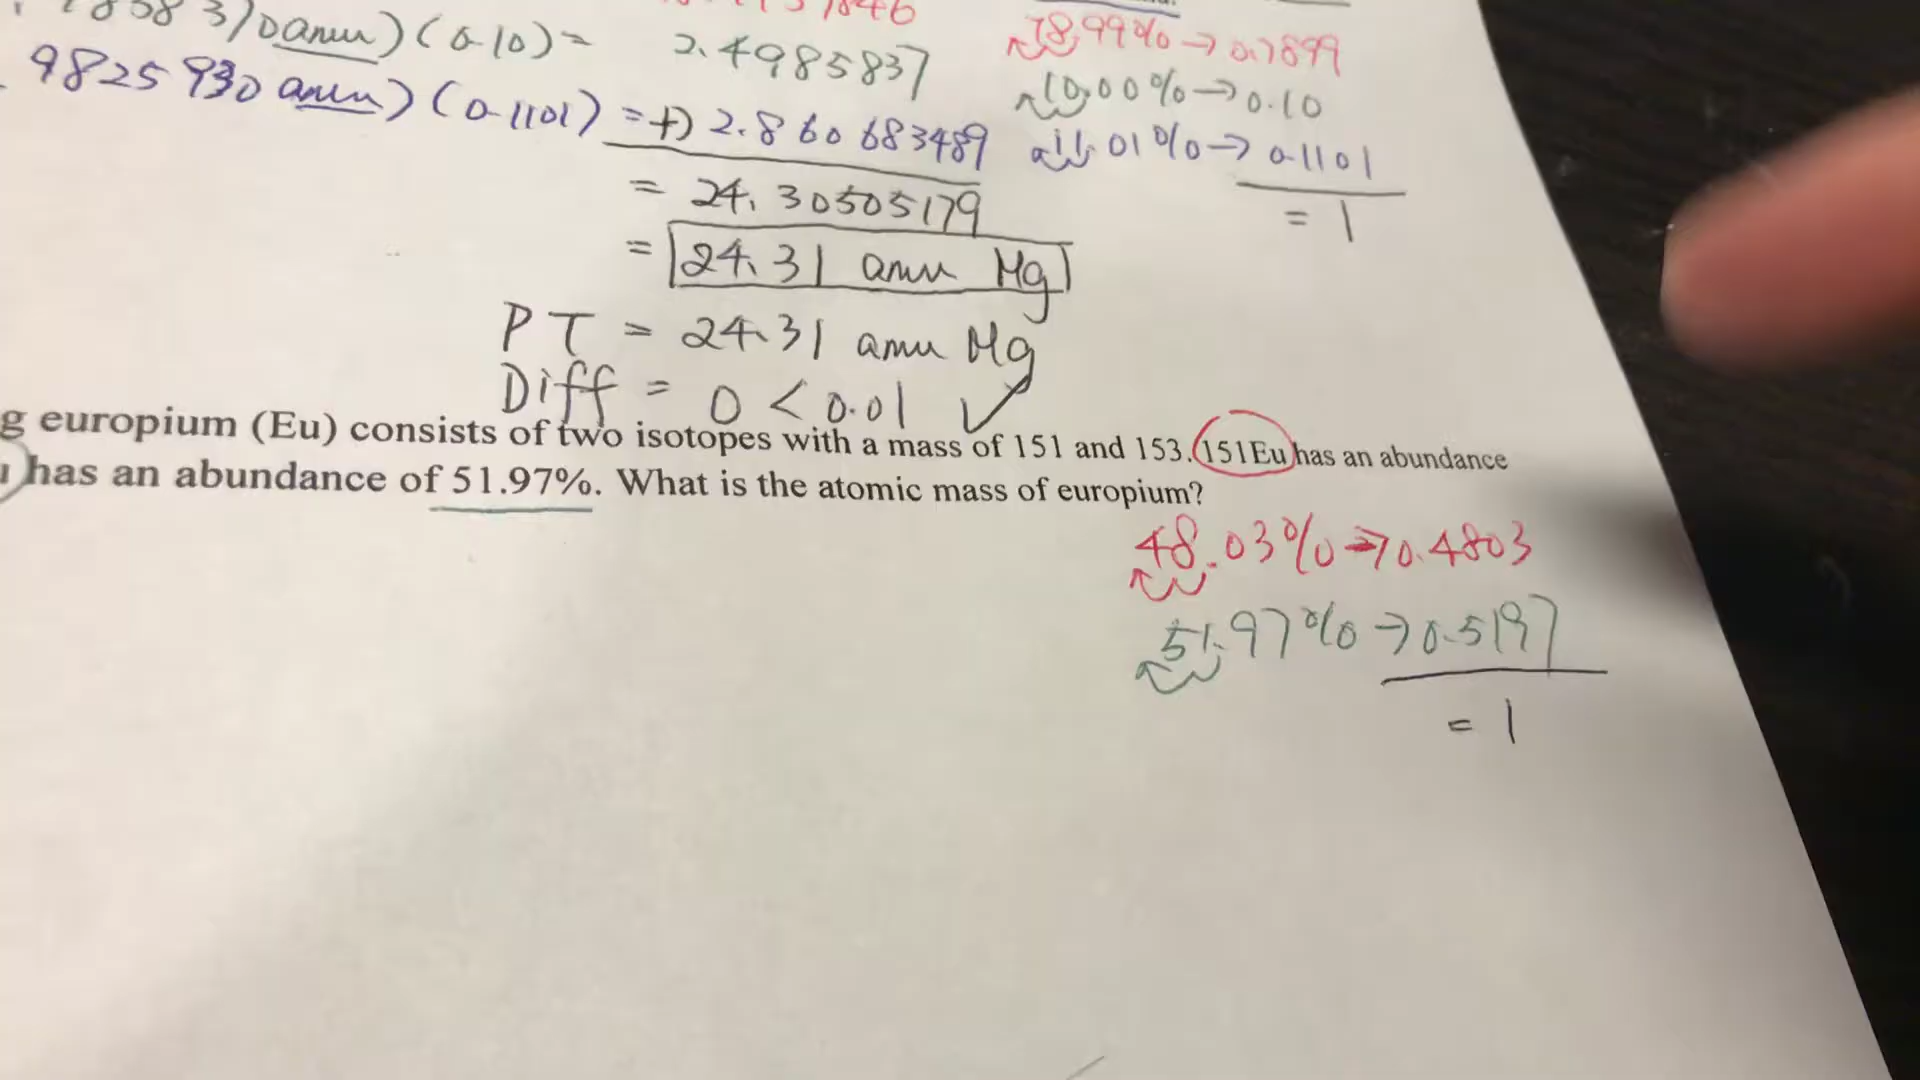 0amu) (0.10) = 2.4985837
78.99% → 0.7899
9825930 amu) (0.1101) = +) 2.860683489
10.00% → 0.10
11.01% → 0.1101
= 24.30505179
= 1
= 24.31 amu Mg
PT = 24.31 amu Mg
Diff = 0 < 0.01 ✓
g europium (Eu) consists of two isotopes with a mass of 151 and 153. 151Eu has an abundance
has an abundance of 51.97%. What is the atomic mass of europium?
48.03% → 0.4803
51.97% → 0.5197
= 1